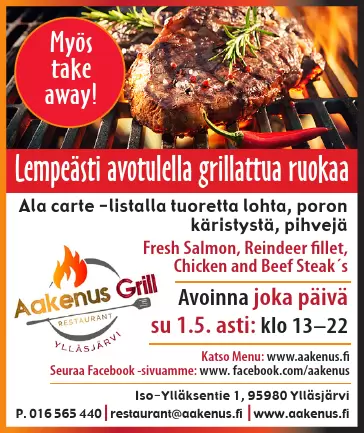 Myös
take
away!
Lempeästi avotulella grillattua ruokaa
Ala carte -listalla tuoretta lohta, poron
käristystä, pihvejä
Fresh Salmon, Reindeer fillet,
Chicken and Beef Steak´s
Aakenus Grill
RESTAURANT
YLLÄSJÄRVI
Avoinna joka päivä
su 1.5. asti: klo 13–22
Katso Menu: www.aakenus.fi
Seuraa Facebook -sivuamme: www. facebook.com/aakenus
Iso-Ylläksentie 1, 95980 Ylläsjärvi
P. 016 565 440 | restaurant@aakenus.fi | www.aakenus.fi